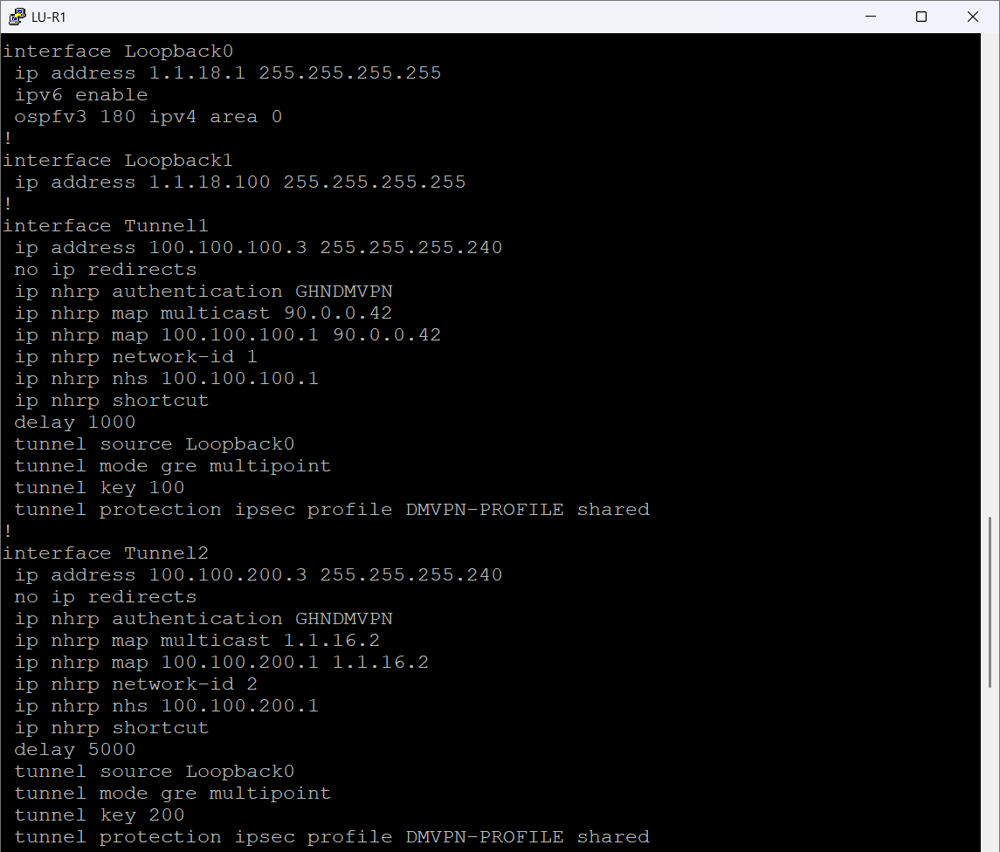 LU-R1
interface Loopback0
 ip address 1.1.18.1 255.255.255.255
 ipv6 enable
 ospfv3 180 ipv4 area 0
!
interface Loopback1
 ip address 1.1.18.100 255.255.255.255
!
interface Tunnel1
 ip address 100.100.100.3 255.255.255.240
 no ip redirects
 ip nhrp authentication GHNDMVPN
 ip nhrp map multicast 90.0.0.42
 ip nhrp map 100.100.100.1 90.0.0.42
 ip nhrp network-id 1
 ip nhrp nhs 100.100.100.1
 ip nhrp shortcut
 delay 1000
 tunnel source Loopback0
 tunnel mode gre multipoint
 tunnel key 100
 tunnel protection ipsec profile DMVPN-PROFILE shared
!
interface Tunnel2
 ip address 100.100.200.3 255.255.255.240
 no ip redirects
 ip nhrp authentication GHNDMVPN
 ip nhrp map multicast 1.1.16.2
 ip nhrp map 100.100.200.1 1.1.16.2
 ip nhrp network-id 2
 ip nhrp nhs 100.100.200.1
 ip nhrp shortcut
 delay 5000
 tunnel source Loopback0
 tunnel mode gre multipoint
 tunnel key 200
 tunnel protection ipsec profile DMVPN-PROFILE shared